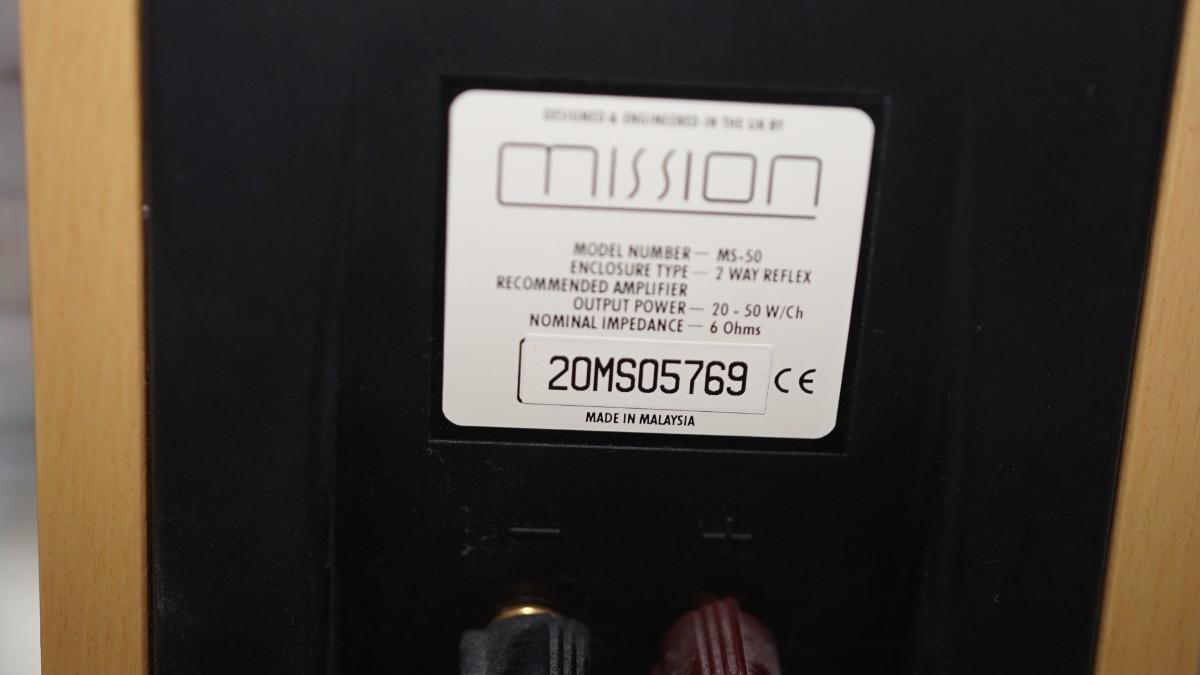 DESIGNED & ENGINEERED IN THE UK BY
mission
MODEL NUMBER — MS-50
ENCLOSURE TYPE — 2 WAY REFLEX
RECOMMENDED AMPLIFIER
OUTPUT POWER — 20 - 50 W/Ch
NOMINAL IMPEDANCE — 6 Ohms
20MS05769 CE
MADE IN MALAYSIA
− +